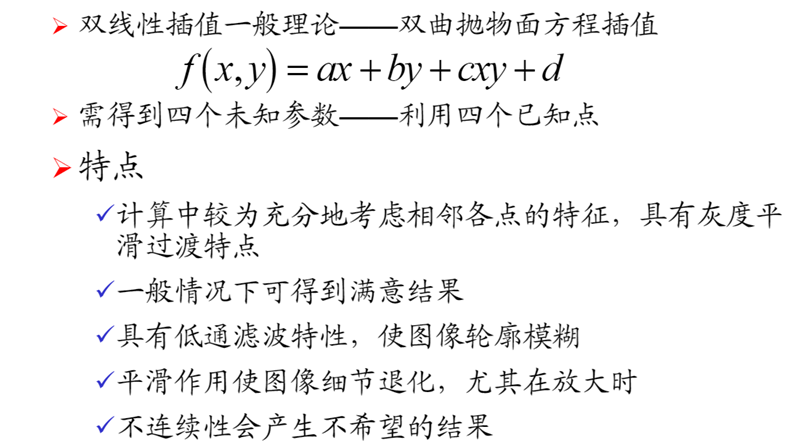 双线性插值一般理论——双曲抛物面方程插值
f(x,y)=ax+by+cxy+d
需得到四个未知参数——利用四个已知点
特点
计算中较为充分地考虑相邻各点的特征，具有灰度平
滑过渡特点
一般情况下可得到满意结果
具有低通滤波特性，使图像轮廓模糊
平滑作用使图像细节退化，尤其在放大时
不连续性会产生不希望的结果